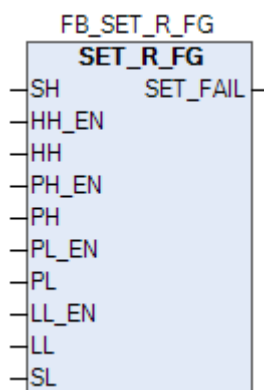 FB_SET_R_FG
SET_R_FG
SH SET_FAIL
HH_EN
HH
PH_EN
PH
PL_EN
PL
LL_EN
LL
SL